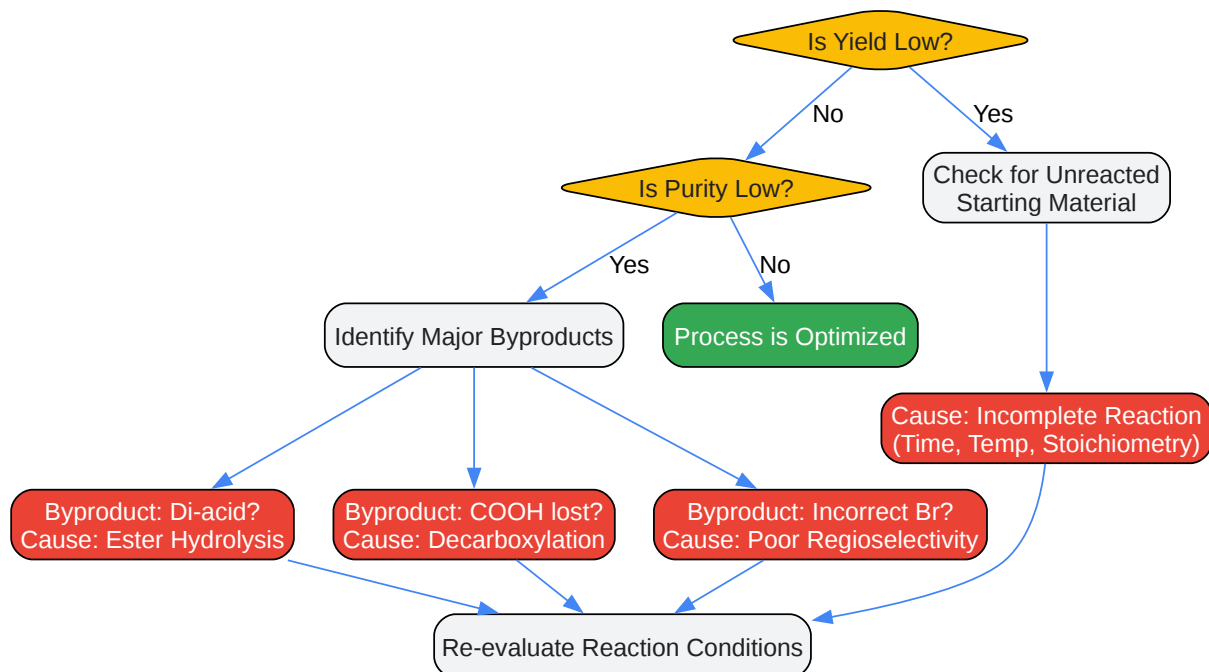 Is Yield Low?
No
Yes
Is Purity Low?
Check for Unreacted
Starting Material
Yes
No
Identify Major Byproducts
Process is Optimized
Cause: Incomplete Reaction
(Time, Temp, Stoichiometry)
Byproduct: Di-acid?
Cause: Ester Hydrolysis
Byproduct: COOH lost?
Cause: Decarboxylation
Byproduct: Incorrect Br?
Cause: Poor Regioselectivity
Re-evaluate Reaction Conditions